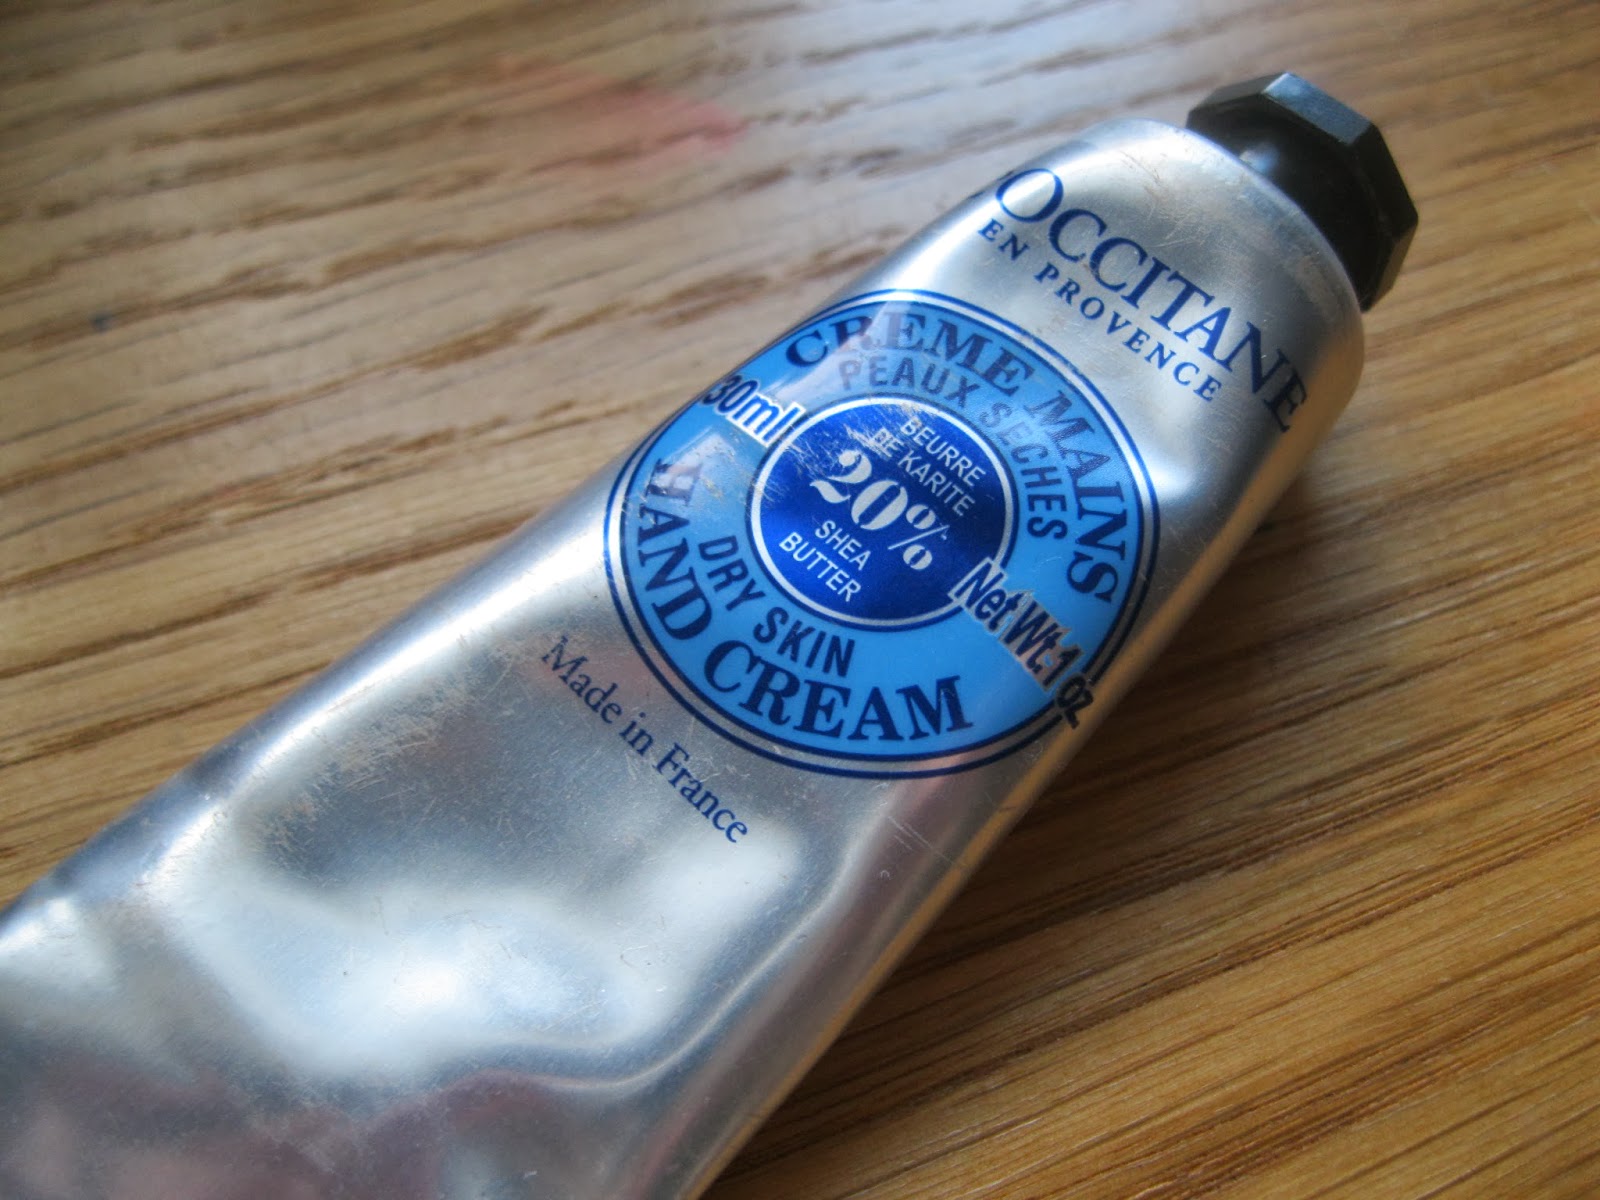 L'OCCITANE
EN PROVENCE
CREME MAINS
PEAUX SECHES
30ml
BEURRE
DE KARITE
20%
SHEA
BUTTER
Net Wt. 1 oz.
DRY SKIN
HAND CREAM
Made in France